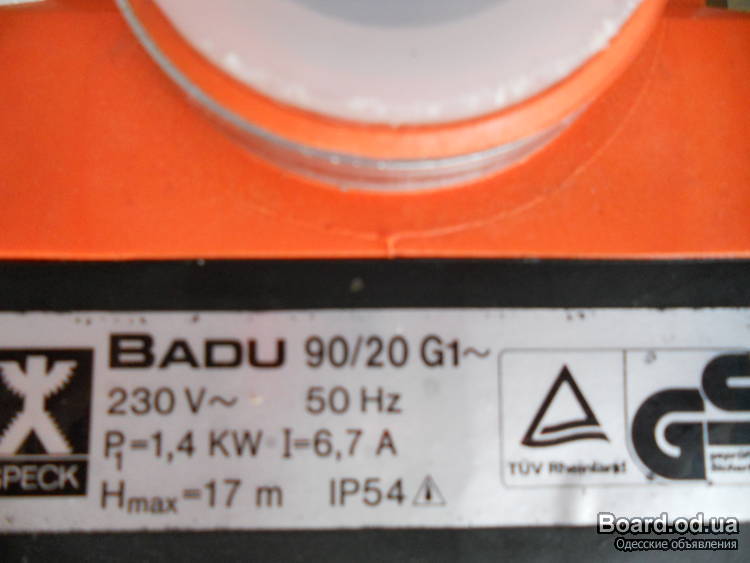 BADU 90/20 G1~
230 V~ 50 Hz
P1=1,4 KW I=6,7 A
Hmax=17 m IP54
SPECK
TÜV Rheinland
GS
geprüfte
Board.od.ua
Одесские объявления